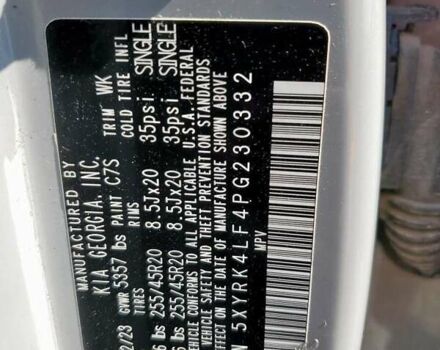 MANUFACTURED BY
KIA GEORGIA, INC.
/23 GVWR 5357 lbs PAINT C7S TRIM WK
TIRES RIMS COLD TIRE INFL
lbs 255/45R20 8.5Jx20 35psi SINGLE
lbs 255/45R20 8.5Jx20 35psi SINGLE
VEHICLE CONFORMS TO ALL APPLICABLE U.S.A. FEDERAL
VEHICLE SAFETY AND THEFT PREVENTION STANDARDS
EFFECT ON THE DATE OF MANUFACTURE SHOWN ABOVE.
5XYRK4LF4PG230332
MPV